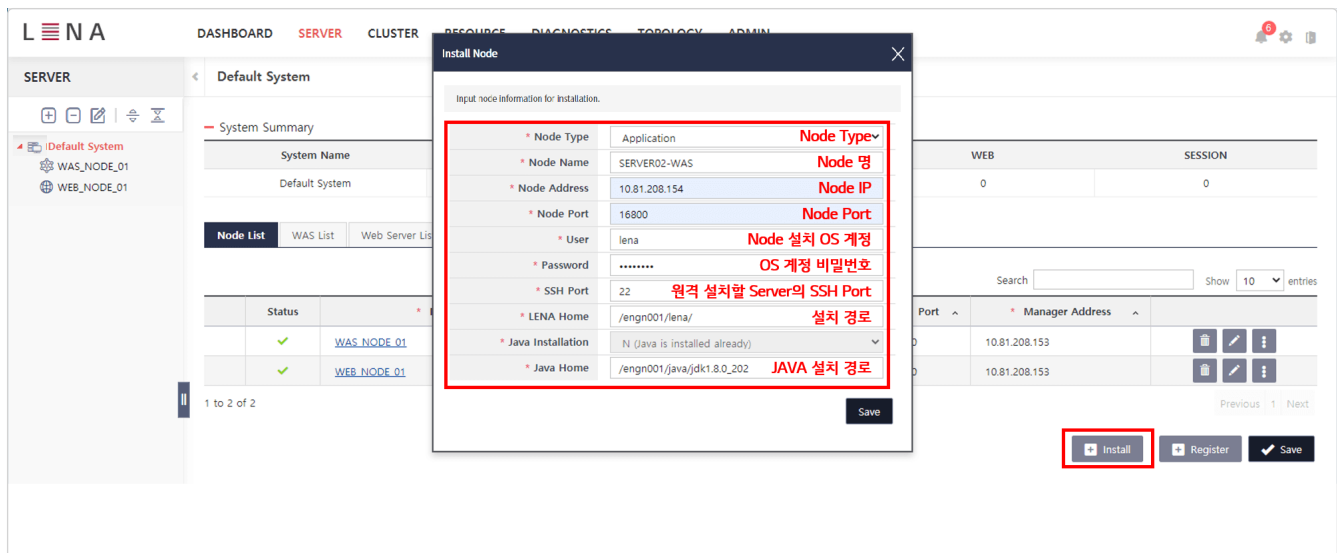 LENA
DASHBOARD SERVER CLUSTER RESOURCE DIAGNOSTICS TOPOLOGY ADMIN
6
SERVER
Default System
Default System
WAS_NODE_01
WEB_NODE_01
System Summary
System Name WEB SESSION
Default System 0 0
Node List WAS List Web Server Lis
Search Show 10 entries
Status * Port * Manager Address
WAS_NODE_01 10.81.208.153
WEB_NODE_01 10.81.208.153
1 to 2 of 2 Previous 1 Next
+ Install + Register Save
Install Node
Input node information for installation.
* Node Type Application Node Type
* Node Name SERVER02-WAS Node 명
* Node Address 10.81.208.154 Node IP
* Node Port 16800 Node Port
* User lena Node 설치 OS 계정
* Password •••••••• OS 계정 비밀번호
* SSH Port 22 원격 설치할 Server의 SSH Port
* LENA Home /engn001/lena/ 설치 경로
* Java Installation N (Java is installed already)
* Java Home /engn001/java/jdk1.8.0_202 JAVA 설치 경로
Save